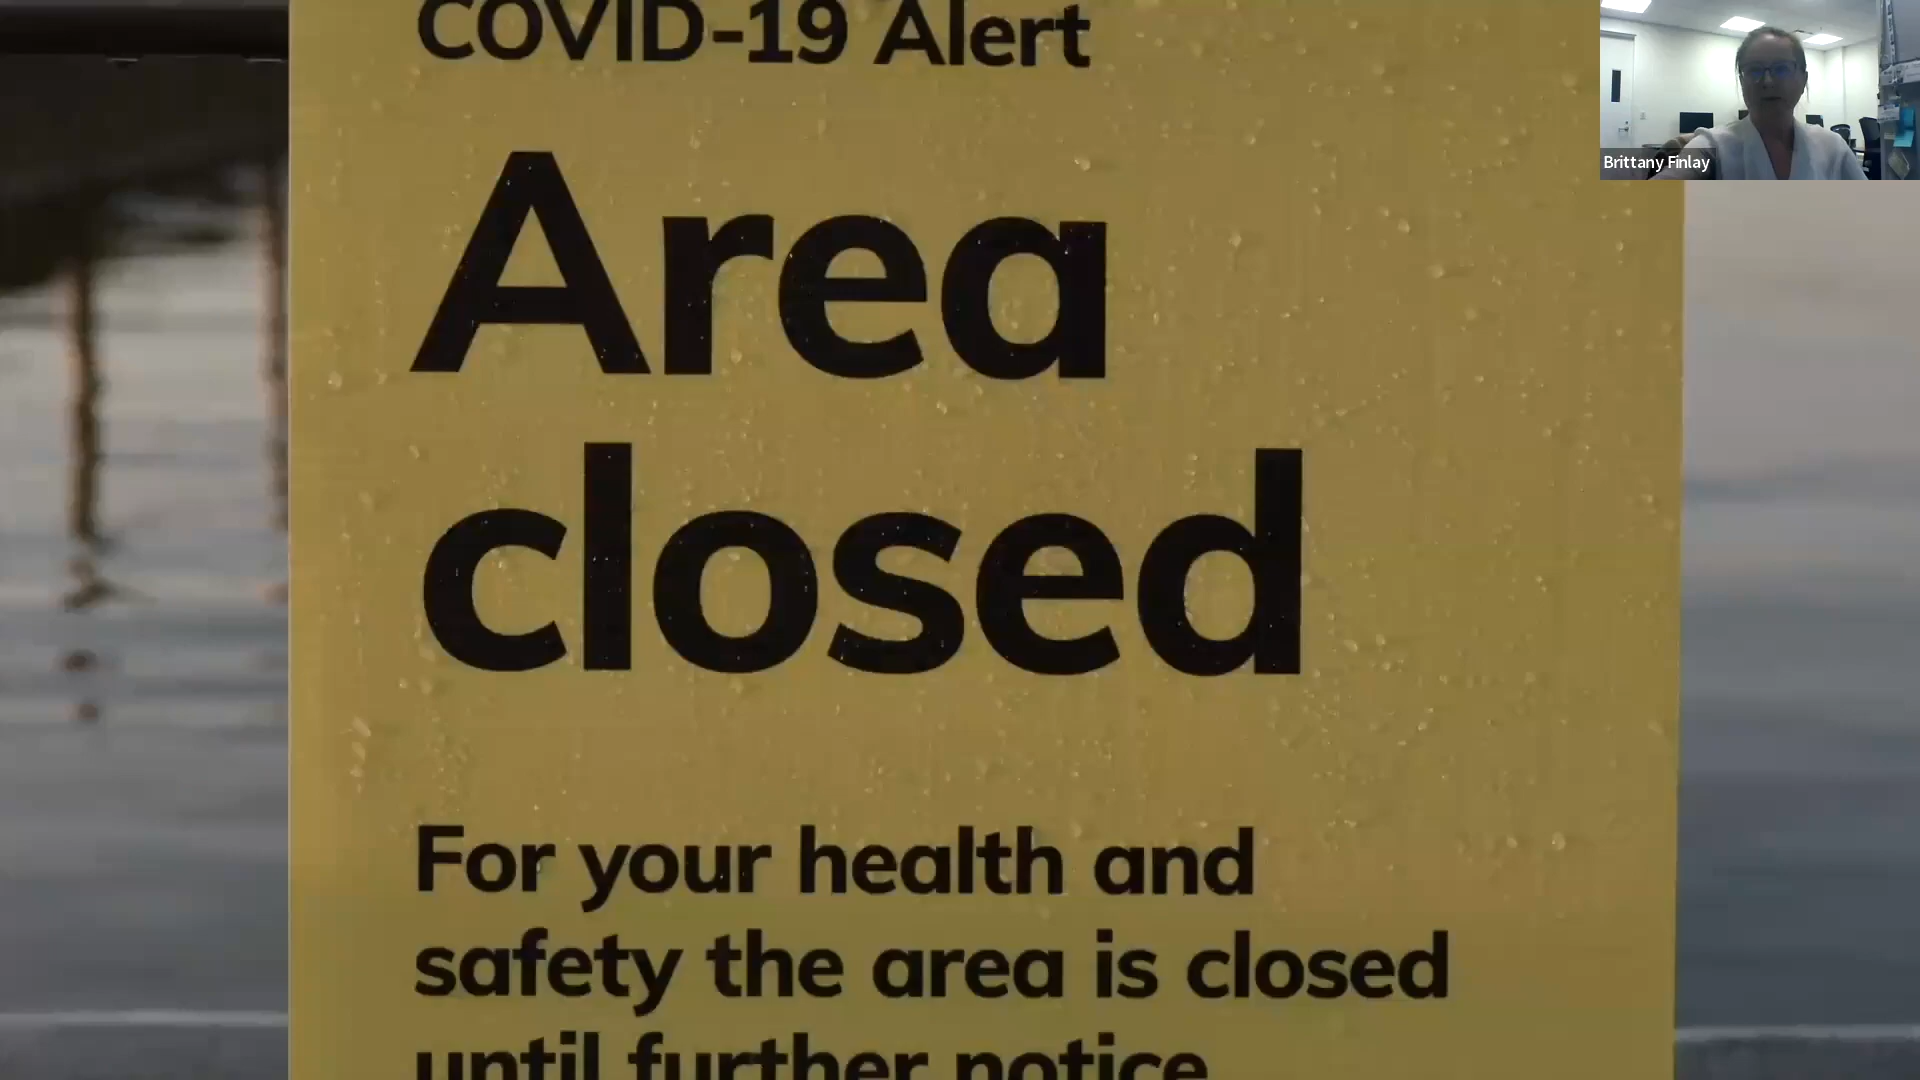 COVID-19 Alert
Brittany Finlay
Area
closed
For your health and
safety the area is closed
until further notice